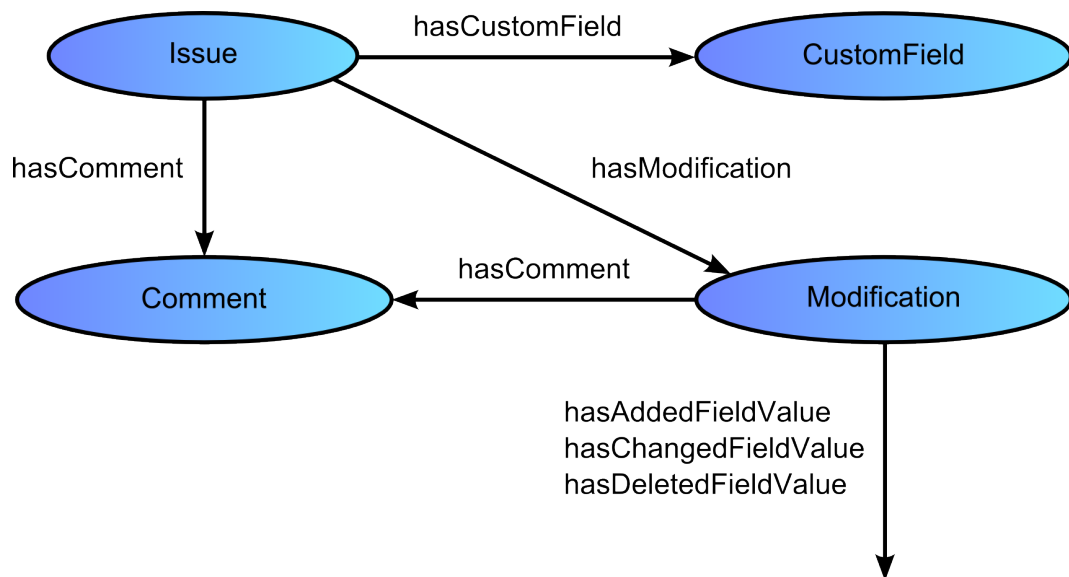 hasCustomField
Issue
CustomField
hasComment
hasModification
hasComment
Comment
Modification
hasAddedFieldValue
hasChangedFieldValue
hasDeletedFieldValue